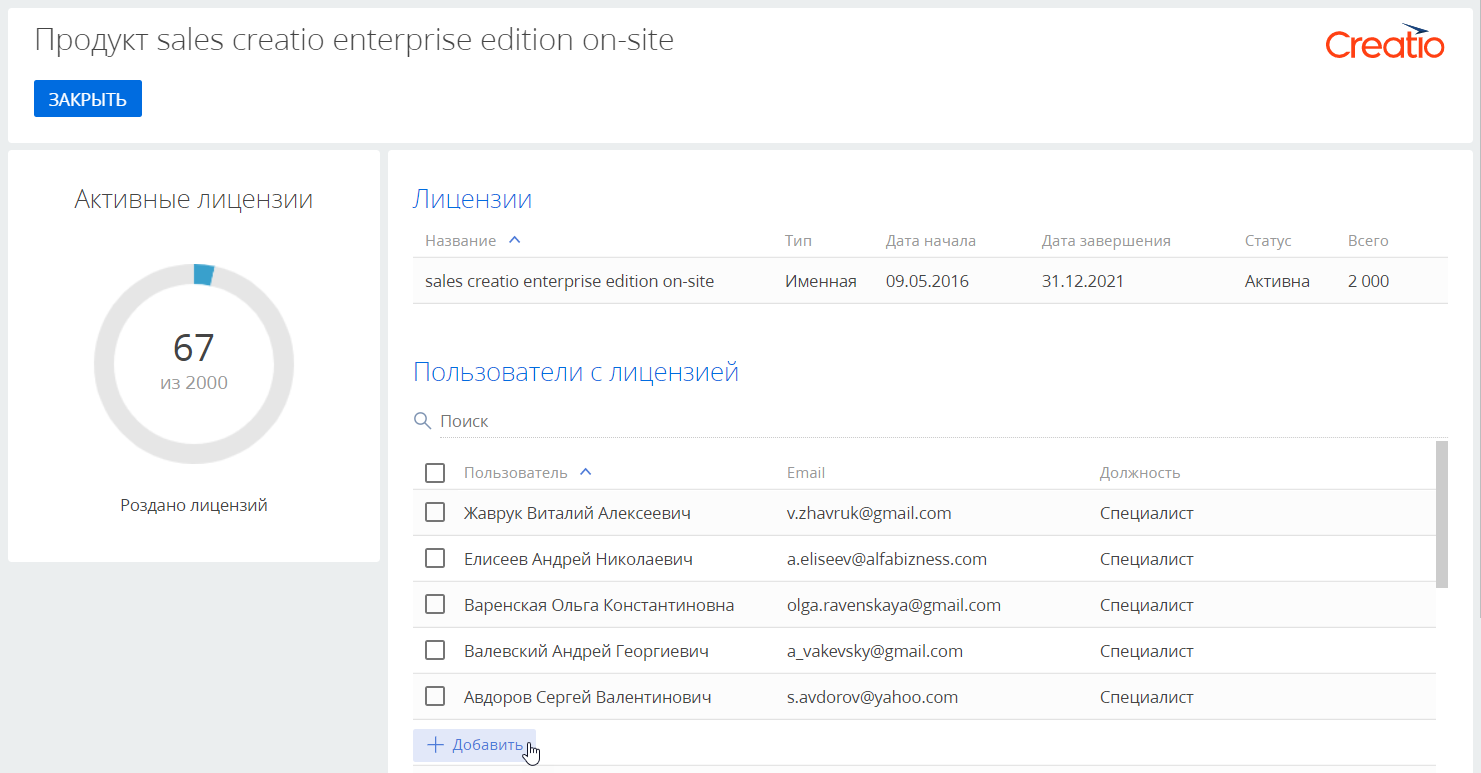 Продукт sales creatio enterprise edition on-site
Creatio
ЗАКРЫТЬ
Активные лицензии
67
из 2000
Роздано лицензий
Лицензии
Название Тип Дата начала Дата завершения Статус Всего
sales creatio enterprise edition on-site Именная 09.05.2016 31.12.2021 Активна 2 000
Пользователи с лицензией
Поиск
Пользователь Email Должность
Жаврук Виталий Алексеевич v.zhavruk@gmail.com Специалист
Елисеев Андрей Николаевич a.eliseev@alfabizness.com Специалист
Варенская Ольга Константиновна olga.ravenskaya@gmail.com Специалист
Валевский Андрей Георгиевич a_vakevsky@gmail.com Специалист
Авдоров Сергей Валентинович s.avdorov@yahoo.com Специалист
Добавить